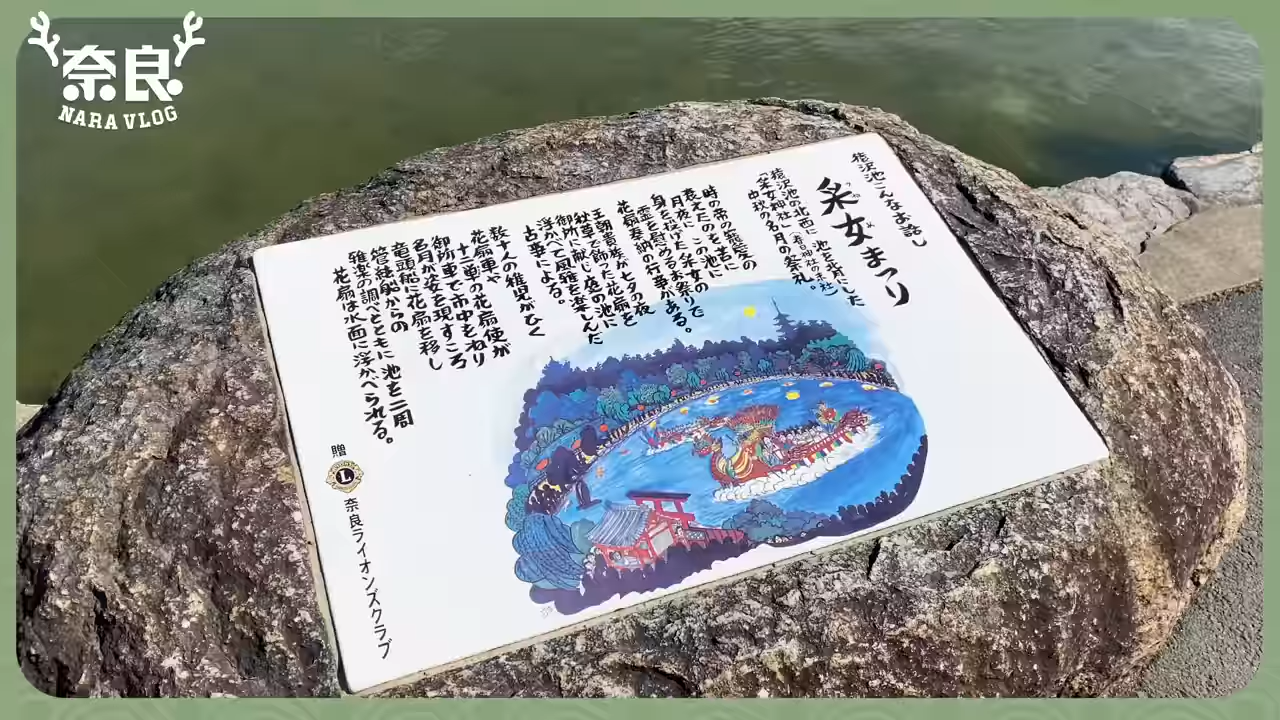 奈良
NARA VLOG
猿沢池こんなお話し
采女まつり
うねめ
猿沢池の北西に 池を背にした
「采女神社」(春日神社の末社)
中秋の名月の祭礼。
時の帝の寵愛の
衰えたのを苦に
月夜に この池に
身を投げた采女の
霊を慰めるお祭りで
花扇奉納の行事がある。
王朝貴族が七夕の夜
秋草で飾った花扇を
御所に献じ庭の池に
浮かべて風雅を楽しんだ
古事による。
数十人の稚児がひく
花扇車や
十二単の花扇使が
御所車で市中をねり
名月が姿を現すころ
竜頭船に花扇を移し
管絃船からの
雅楽の調べとともに池を二周
花扇は水面に浮かべられる。
贈
L
奈良ライオンズクラブ